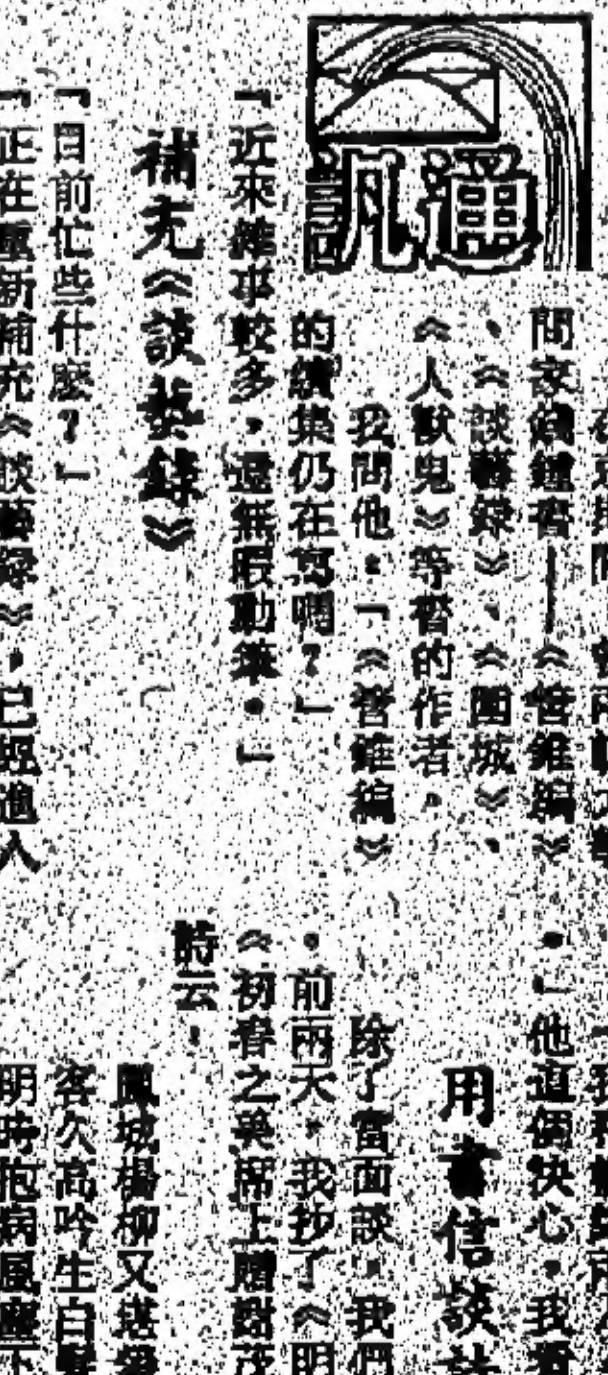 通訊
問家錢鍾書——《管錐編》
、《談藝錄》、《圍城》、
《人獸鬼》等書的作者。
我問他：「《管錐編》
的續集仍在寫嗎？」
「近來雜事較多，還無暇動筆。」
補充《談藝錄》
「目前忙些什麼？」
「正在重新補充《談藝錄》，已
。」他這個決心，我
用書信談詩
除了當面談，我們
。前兩天，我抄了《明
《初春之英席上贈謝茂
詩云：
鳳城楊柳又堪攀
客久高吟生白髮
明時抱病風塵下